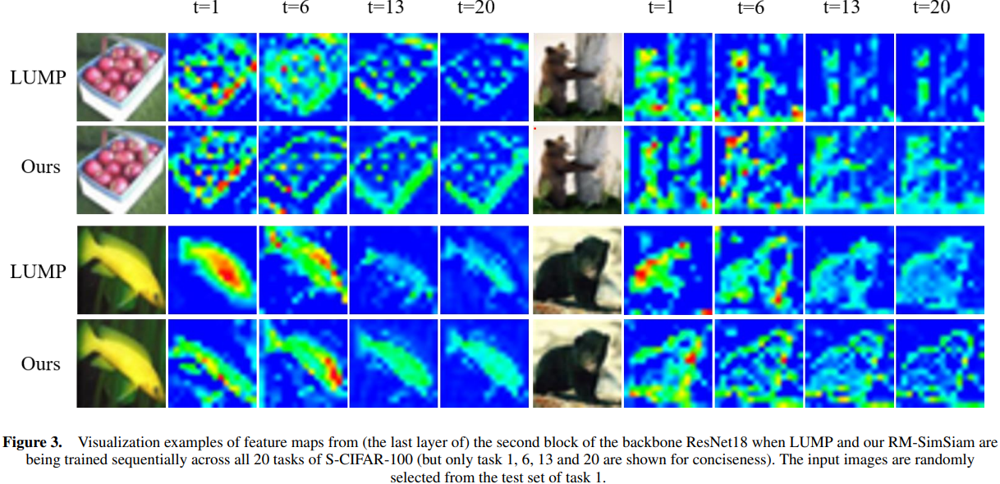 t=1 t=6 t=13 t=20 t=1 t=6 t=13 t=20
LUMP
Ours
LUMP
Ours
Figure 3. Visualization examples of feature maps from (the last layer of) the second block of the backbone ResNet18 when LUMP and our RM-SimSiam are
being trained sequentially across all 20 tasks of S-CIFAR-100 (but only task 1, 6, 13 and 20 are shown for conciseness). The input images are randomly
selected from the test set of task 1.